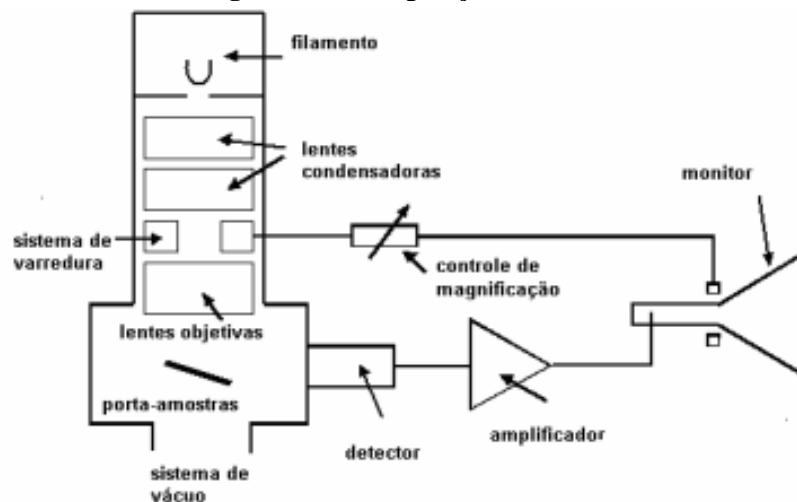 filamento
lentes
condensadoras
monitor
sistema de
varredura
controle de
magnificação
lentes objetivas
porta-amostras
detector
amplificador
sistema de
vácuo